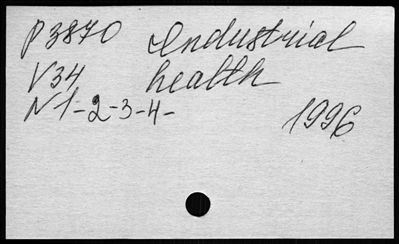 P3870 Industrial
V34 health
N1-2-3-4-
1996